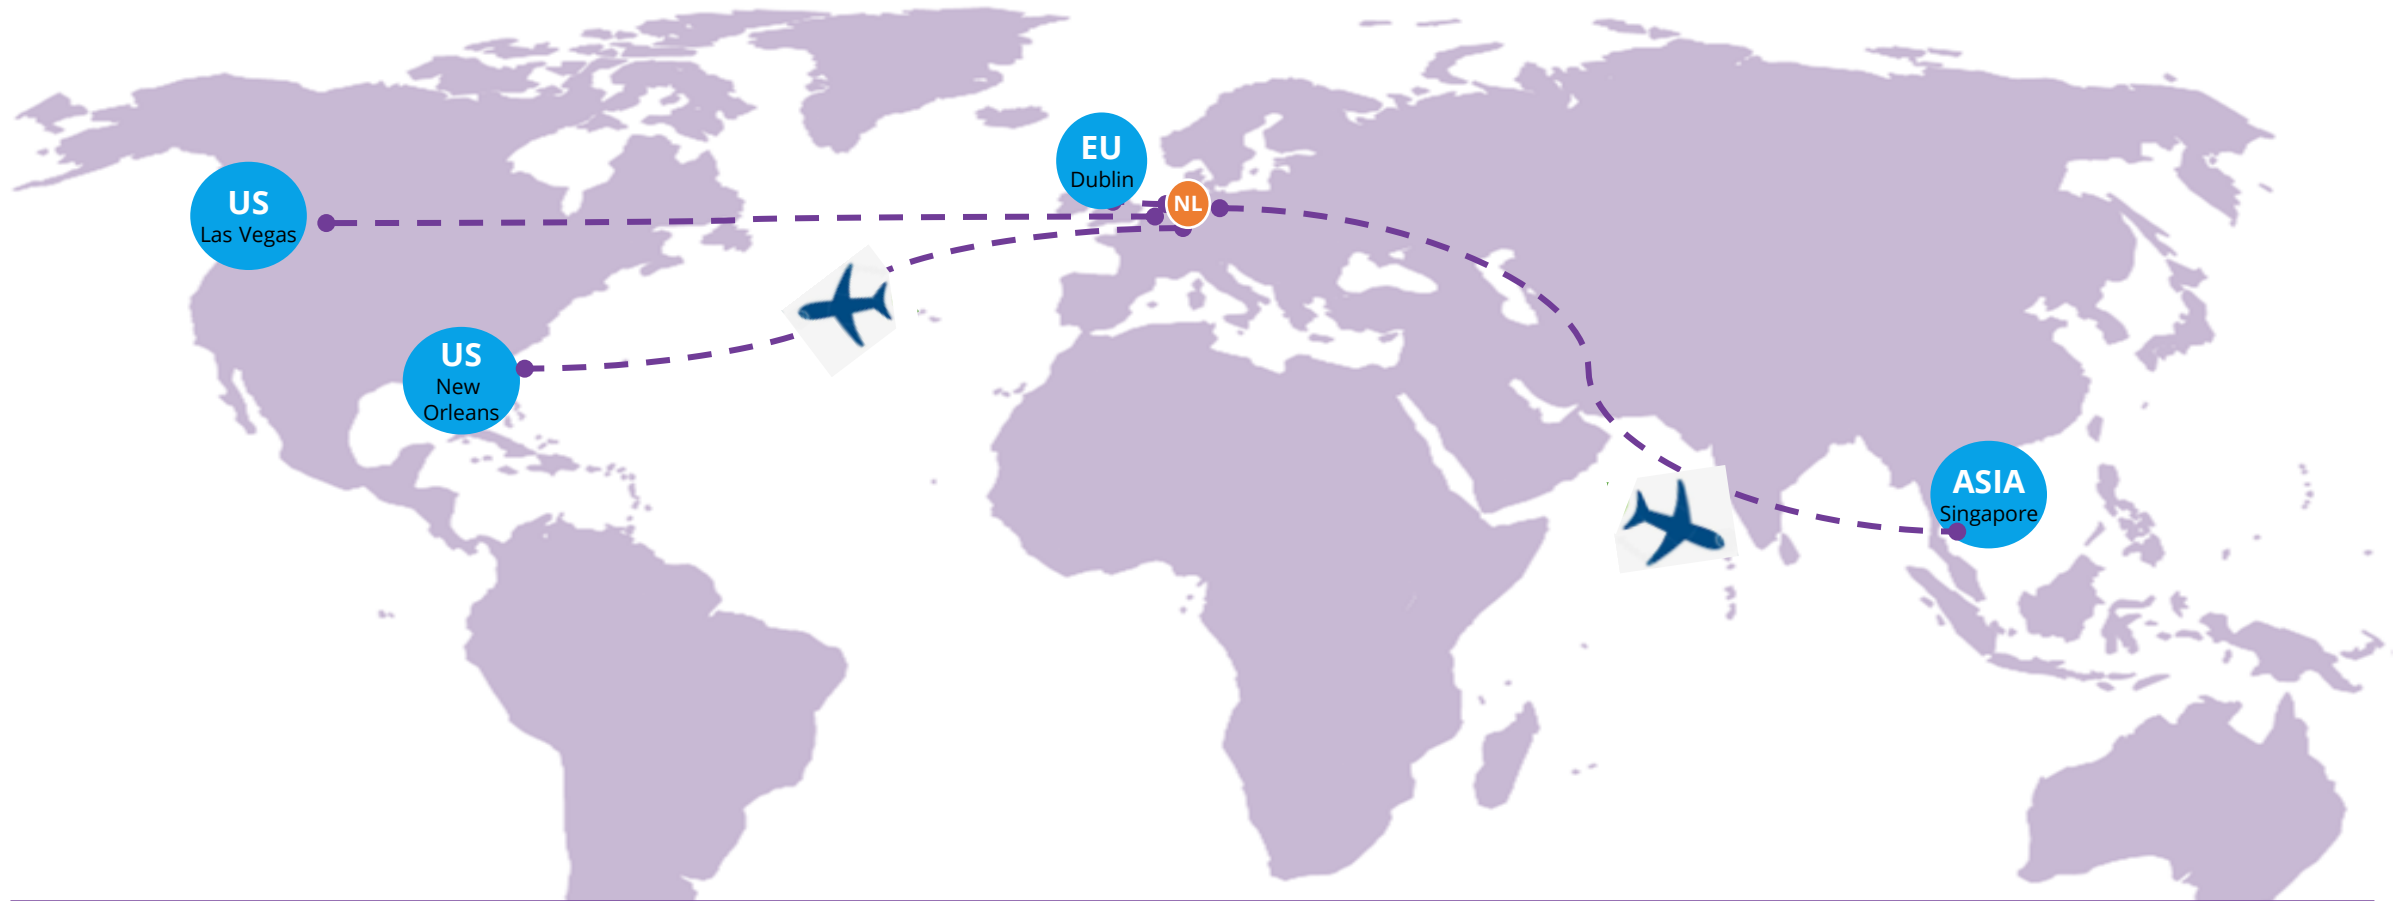 EU
Dublin
NL
US
Las Vegas
US
New
Orleans
ASIA
Singapore